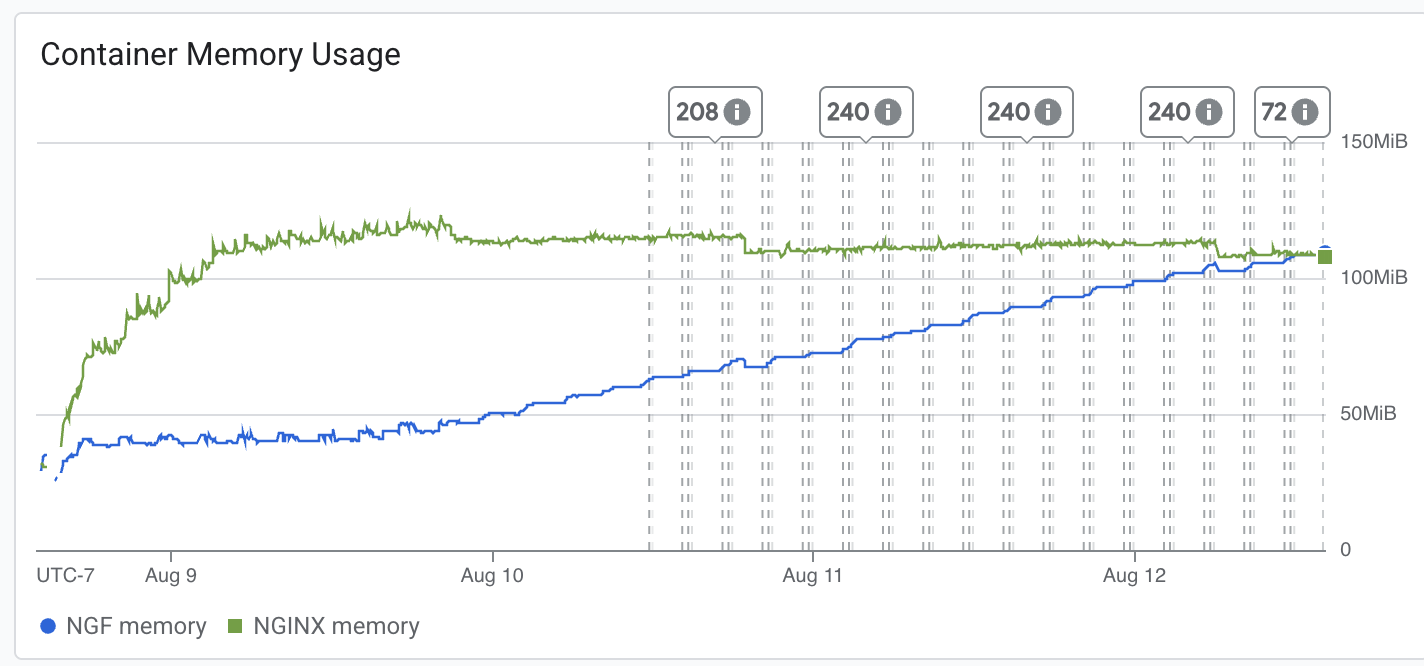 Container Memory Usage
208 240 240 240 72
150MiB
100MiB
50MiB
0
UTC-7 Aug 9 Aug 10 Aug 11 Aug 12
NGF memory NGINX memory